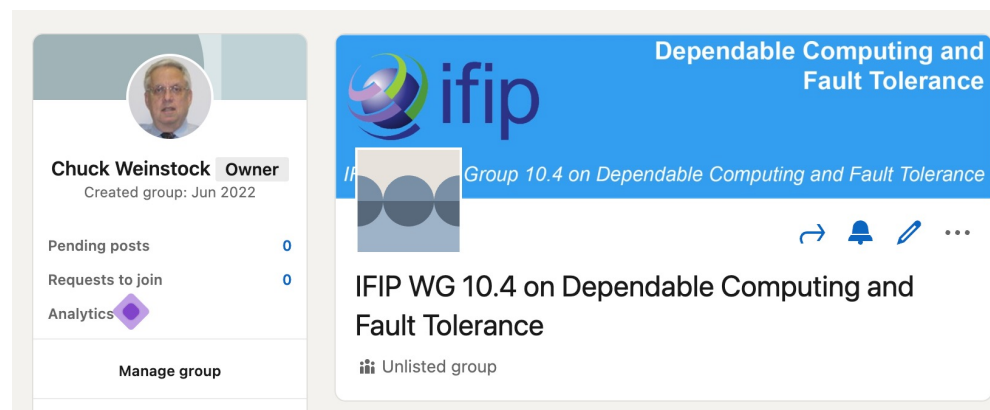 Chuck Weinstock Owner
Created group: Jun 2022
Pending posts 0
Requests to join 0
Analytics
Manage group
ifip
Dependable Computing and
Fault Tolerance
Group 10.4 on Dependable Computing and Fault Tolerance
IFIP WG 10.4 on Dependable Computing and
Fault Tolerance
Unlisted group